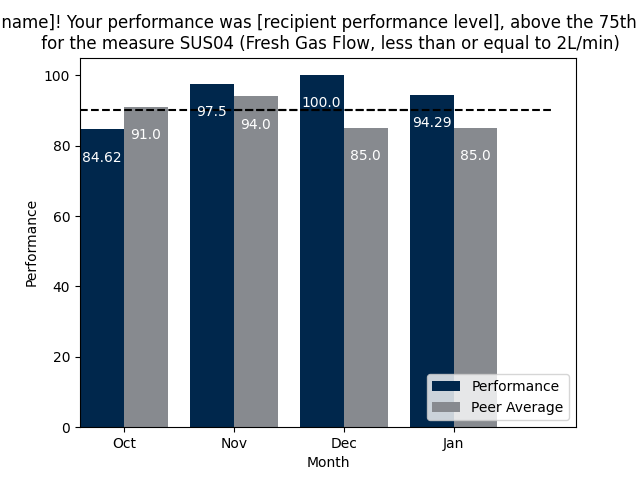 name]! Your performance was [recipient performance level], above the 75th
for the measure SUS04 (Fresh Gas Flow, less than or equal to 2L/min)
100
80
60
40
20
0
Performance
84.62
91.0
97.5
94.0
100.0
85.0
94.29
85.0
Performance
Peer Average
Oct
Nov
Dec
Jan
Month